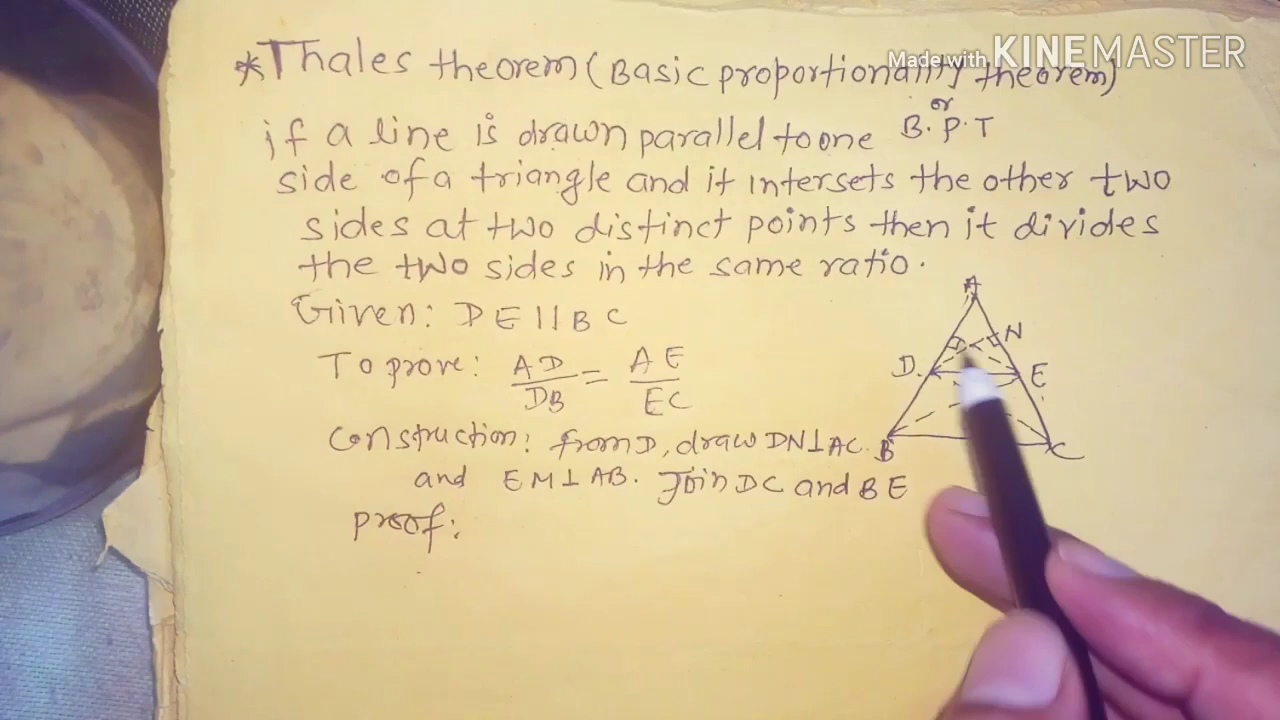 Made with KINEMASTER
*Thales theorem (Basic proportionality theorem)
or
B.P.T
if a line is drawn parallel to one
side of a triangle and it intersets the other two
sides at two distinct points then it divides
the two sides in the same ratio.
Given: DE || BC
To prove: AD/DB = AE/EC
Construction: from D, draw DN⊥AC.
and EM⊥AB. Join DC and BE
Proof:
A
N
D.
E
B
C